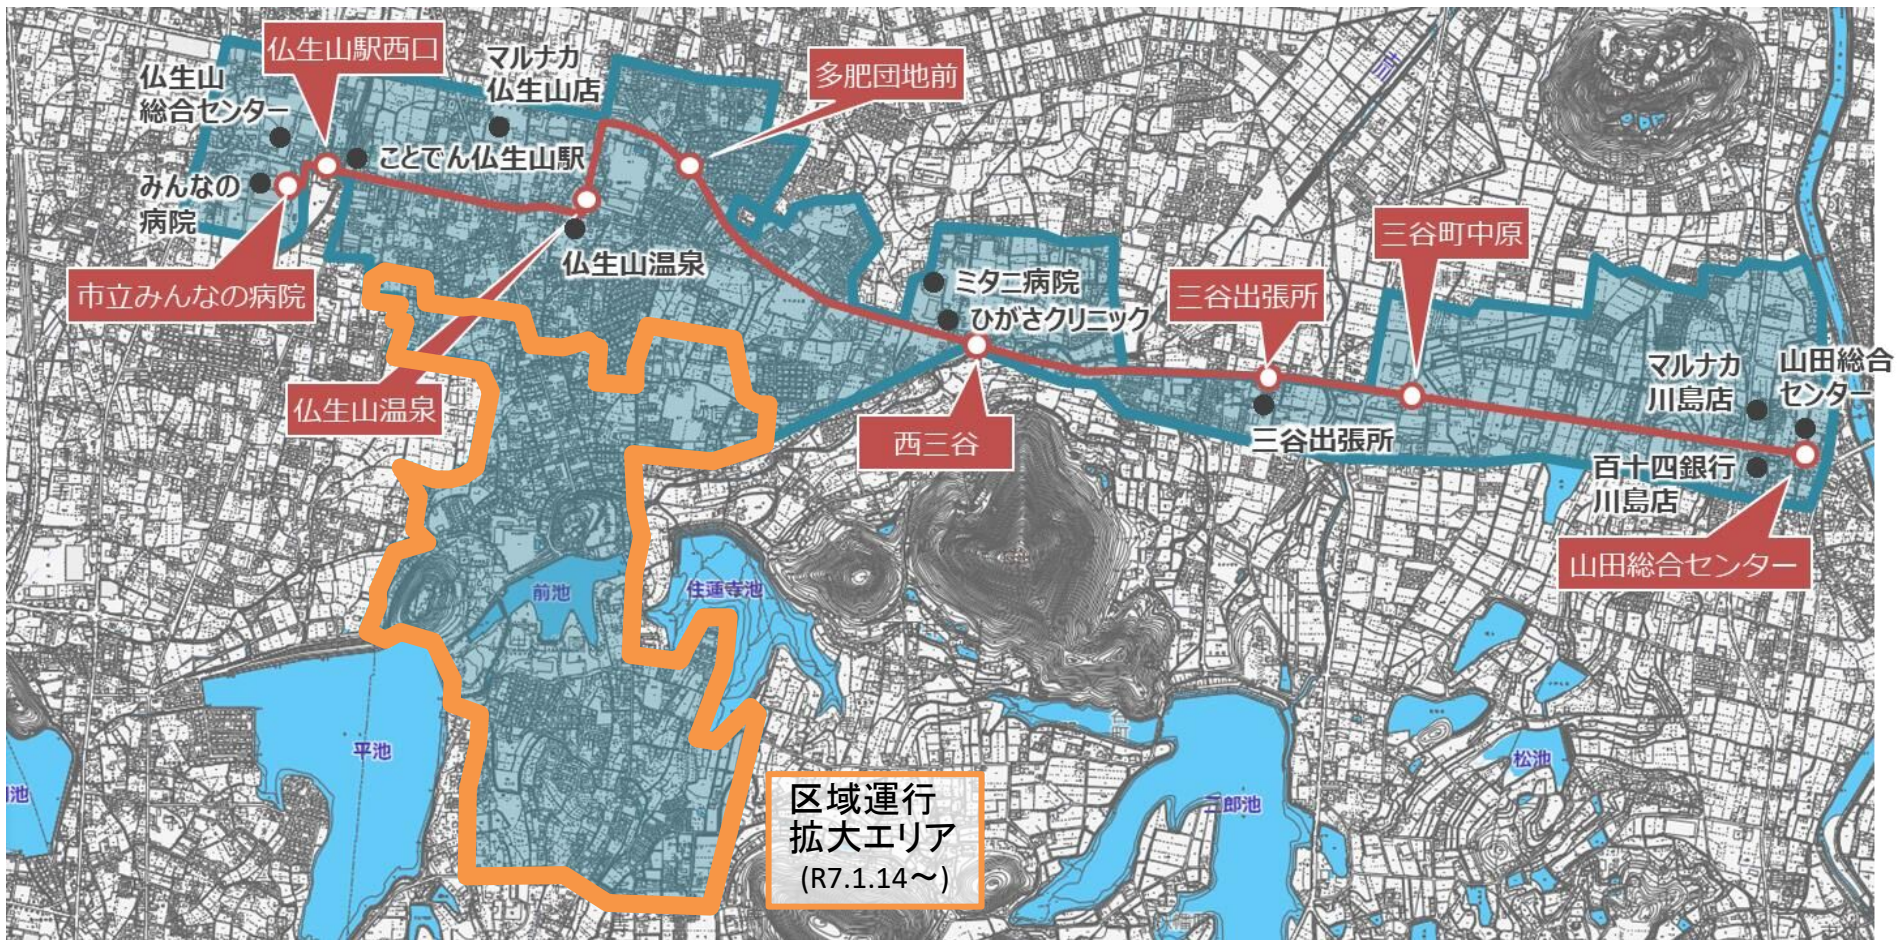 仏生山駅西口
マルナカ
仏生山店
多肥団地前
仏生山
総合センター
ことでん仏生山駅
みんなの
病院
三谷町中原
仏生山温泉
ミタニ病院
ひがさクリニック
三谷出張所
市立みんなの病院
仏生山温泉
マルナカ
川島店
山田総合
センター
西三谷
三谷出張所
百十四銀行
川島店
山田総合センター
前池
住蓮寺池
平池
松池
三郎池
区域運行
拡大エリア
(R7.1.14～)